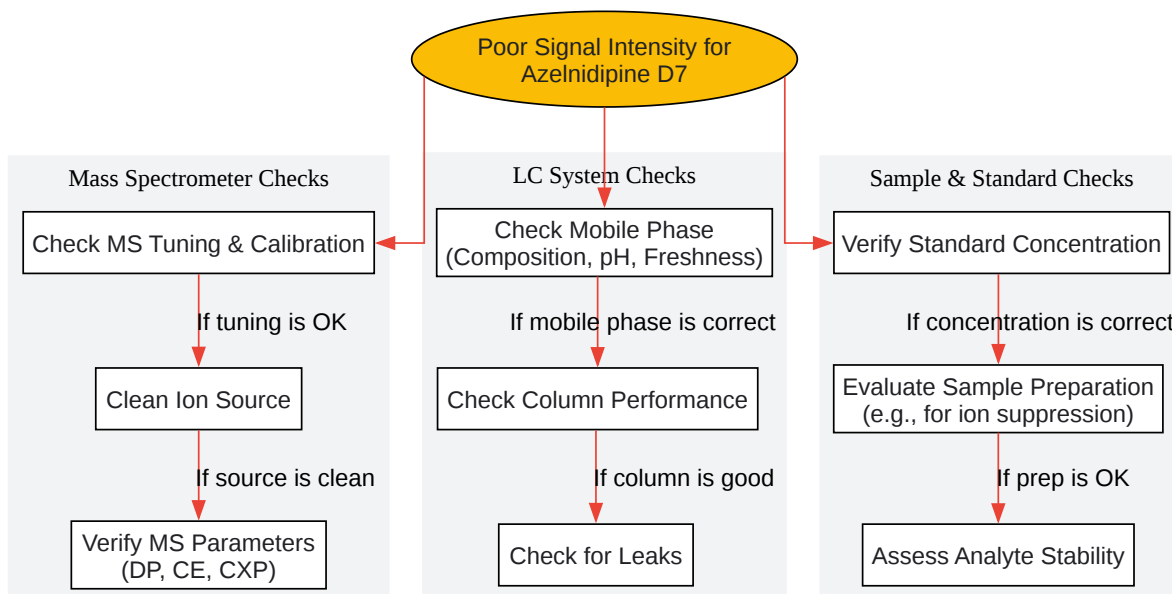 Poor Signal Intensity for
Azelnidipine D7
Mass Spectrometer Checks
Check MS Tuning & Calibration
If tuning is OK
Clean Ion Source
If source is clean
Verify MS Parameters
(DP, CE, CXP)
LC System Checks
Check Mobile Phase
(Composition, pH, Freshness)
If mobile phase is correct
Check Column Performance
If column is good
Check for Leaks
Sample & Standard Checks
Verify Standard Concentration
If concentration is correct
Evaluate Sample Preparation
(e.g., for ion suppression)
If prep is OK
Assess Analyte Stability